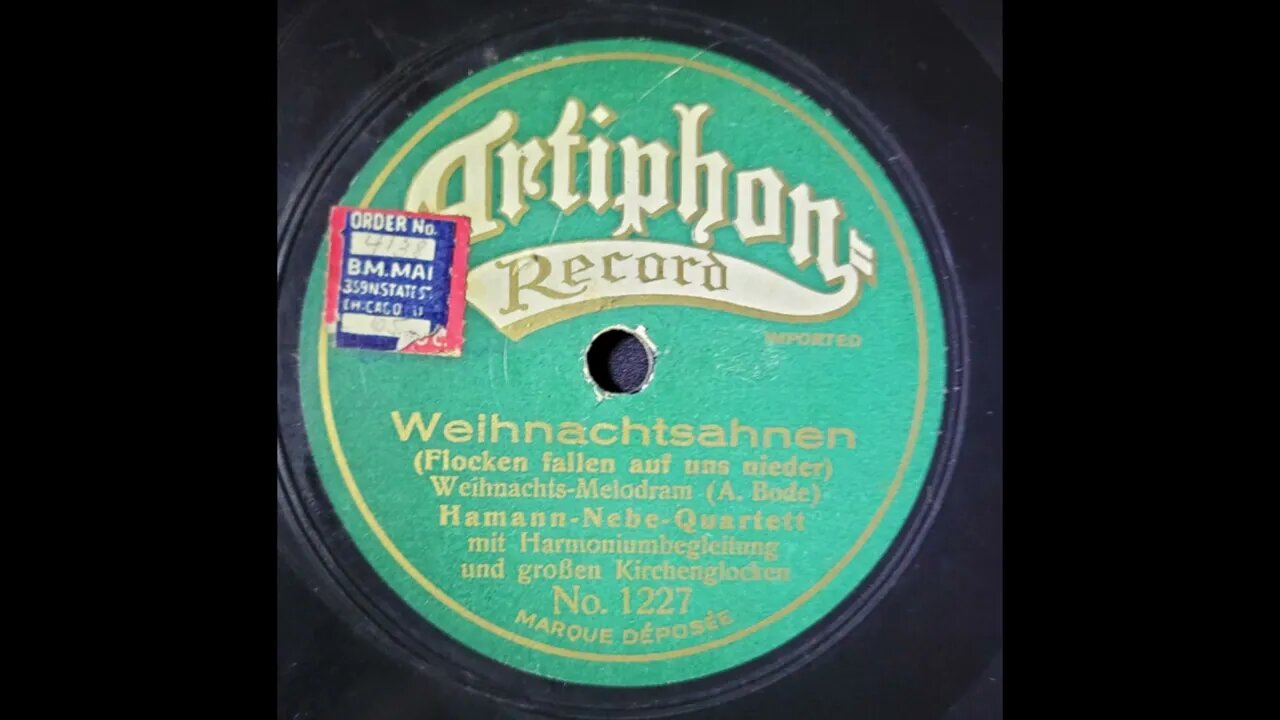 Artiphon=
Record
IMPORTED
ORDER No.
B.M.MAI
359 N STATE ST
CHICAGO
Weihnachtsahnen
(Flocken fallen auf uns nieder)
Weihnachts-Melodram (A. Bode)
Hamann-Nebe-Quartett
mit Harmoniumbegleitung
und großen Kirchenglocken
No. 1227
MARQUE DÉPOSÉE